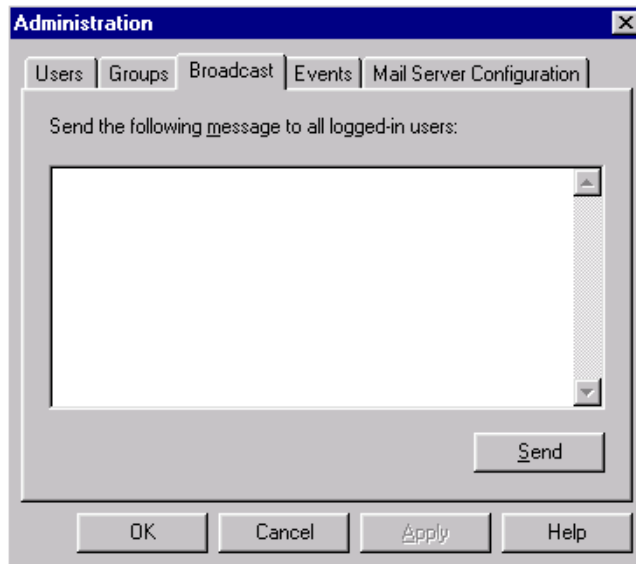 Administration
Users Groups Broadcast Events Mail Server Configuration
Send the following message to all logged-in users:
Send
OK Cancel Apply Help